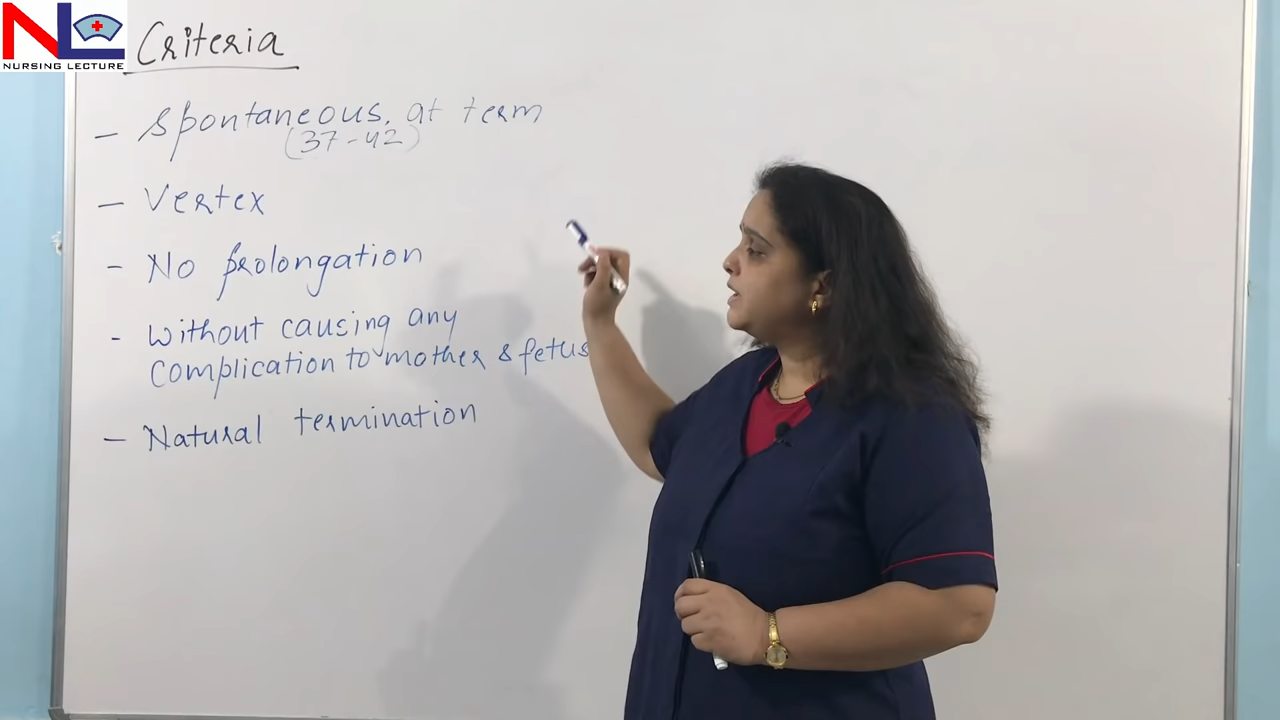 NL
NURSING LECTURE
Criteria
- Spontaneous, at term
(37-42)
- Vertex
- No prolongation
- without causing any
complication to mother & fetus
- Natural termination